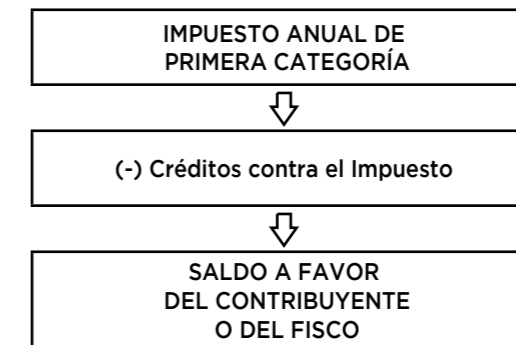 IMPUESTO ANUAL DE
PRIMERA CATEGORÍA
(-) Créditos contra el Impuesto
SALDO A FAVOR
DEL CONTRIBUYENTE
O DEL FISCO